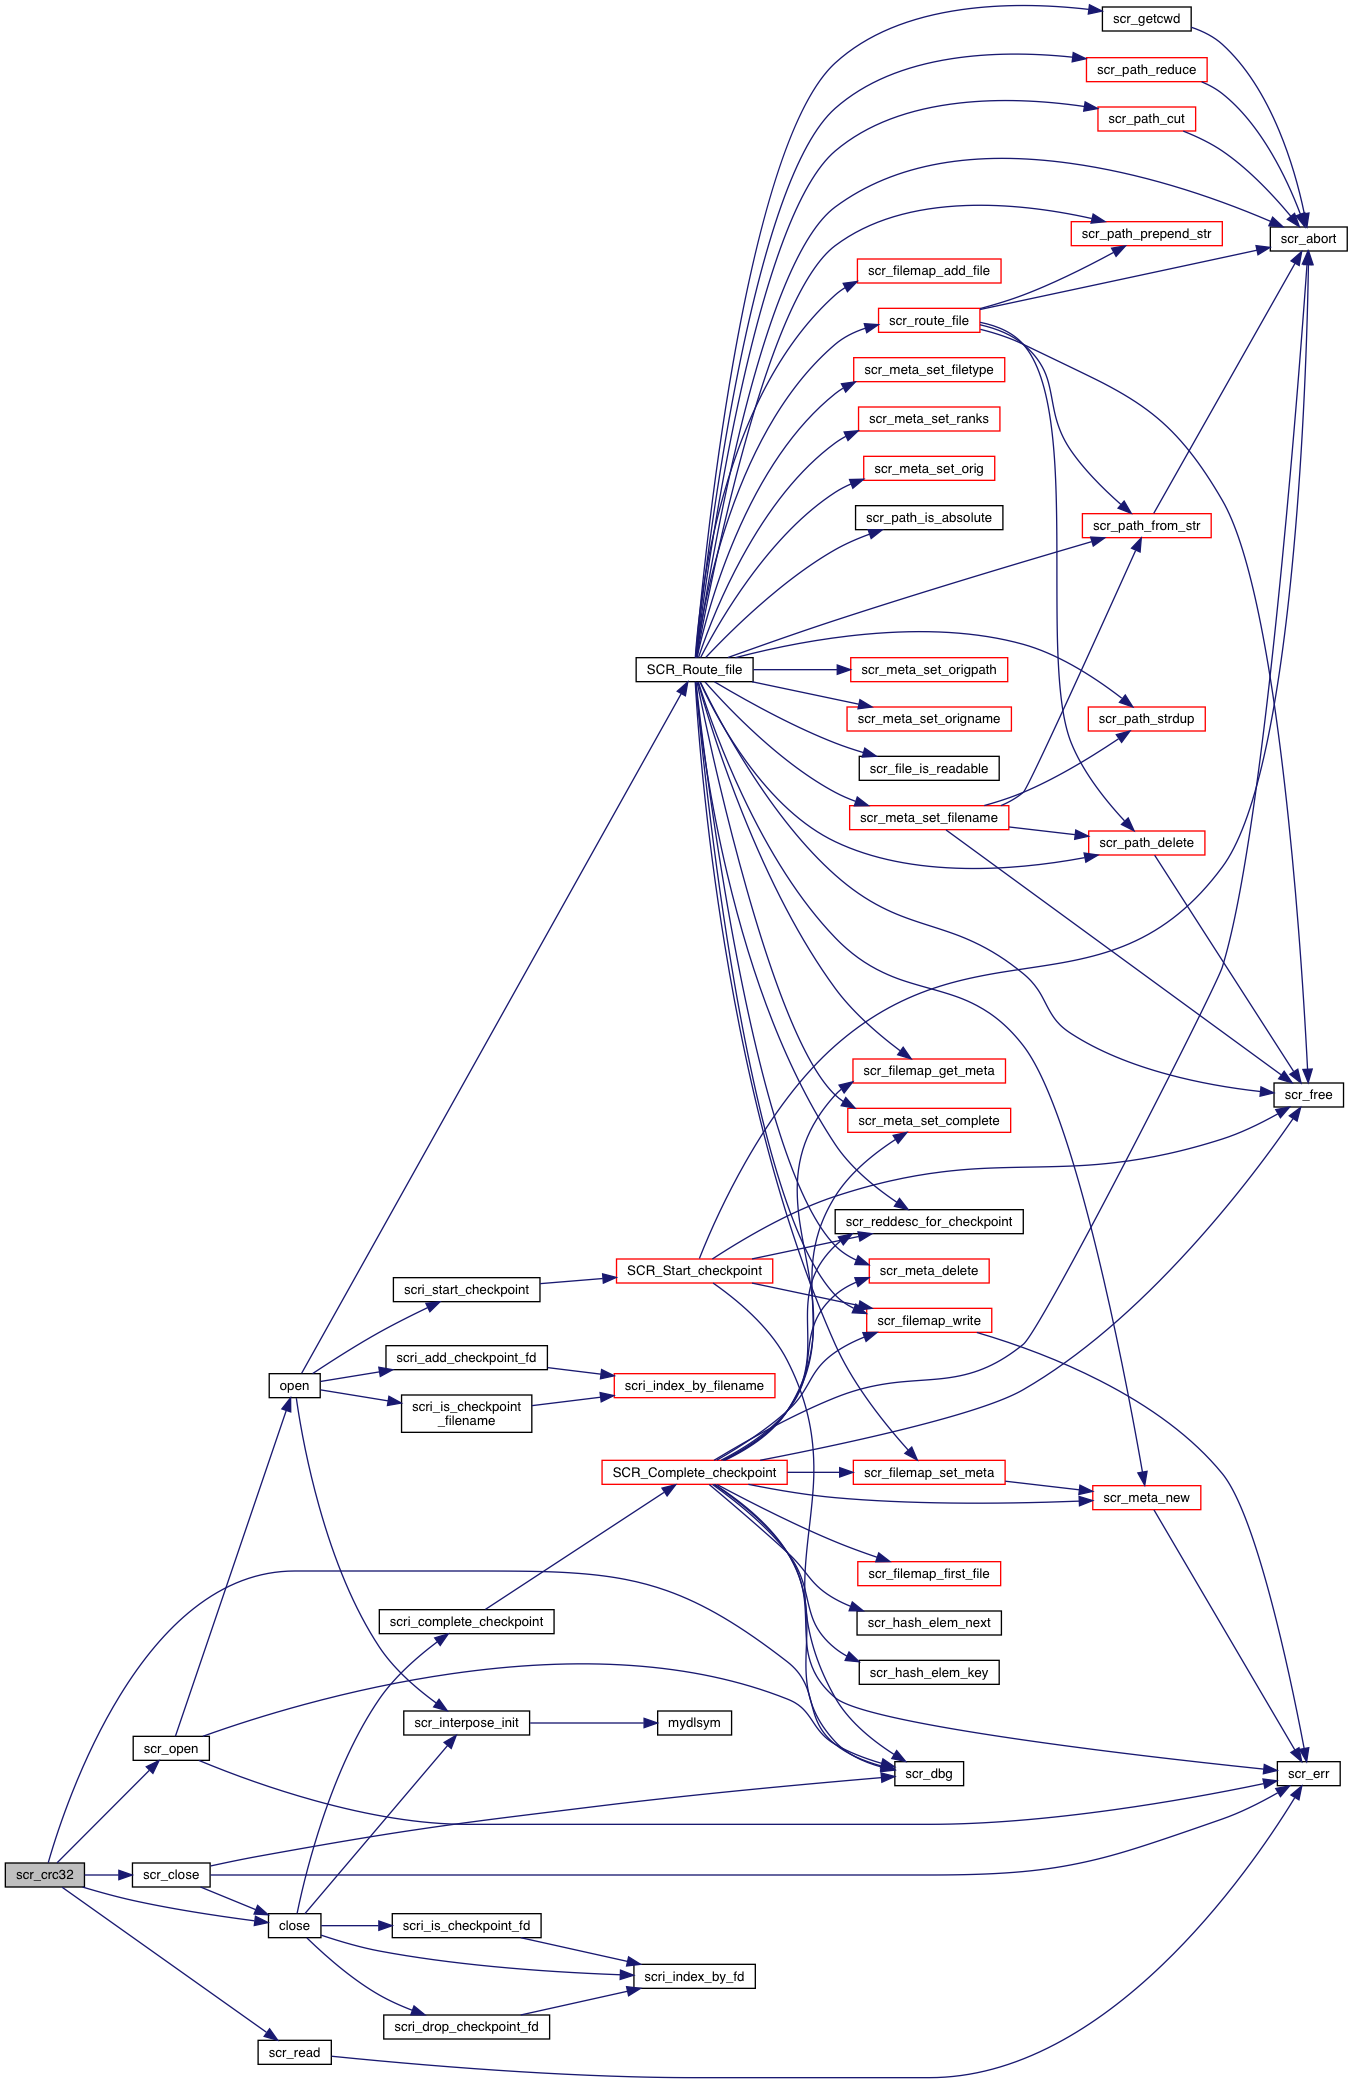 scr_getcwd
scr_path_reduce
scr_path_cut
scr_path_prepend_str
scr_abort
scr_filemap_add_file
scr_route_file
scr_meta_set_filetype
scr_meta_set_ranks
scr_meta_set_orig
scr_path_is_absolute
scr_path_from_str
SCR_Route_file
scr_meta_set_origpath
scr_meta_set_origname
scr_path_strdup
scr_file_is_readable
scr_meta_set_filename
scr_path_delete
scr_filemap_get_meta
scr_free
scr_meta_set_complete
scr_reddesc_for_checkpoint
SCR_Start_checkpoint
scr_meta_delete
scri_start_checkpoint
scr_filemap_write
scri_add_checkpoint_fd
open
scri_index_by_filename
scri_is_checkpoint
_filename
SCR_Complete_checkpoint
scr_filemap_set_meta
scr_meta_new
scr_filemap_first_file
scri_complete_checkpoint
scr_hash_elem_next
scr_hash_elem_key
scr_interpose_init
mydlsym
scr_open
scr_dbg
scr_err
scr_crc32
scr_close
close
scri_is_checkpoint_fd
scri_index_by_fd
scri_drop_checkpoint_fd
scr_read